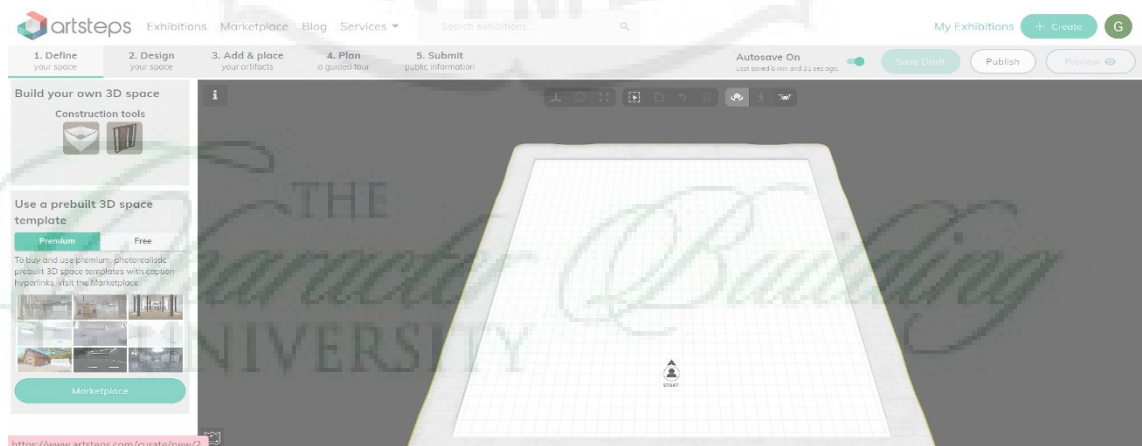 artsteps Exhibitions Marketplace Blog Services Search exhibitions... My Exhibitions + Create G
1. Define 2. Design 3. Add & place 4. Plan 5. Submit
your space your space your artifacts a guided tour public information
Autosave On
Last saved 6 min and 21 sec ago.
Save Draft Publish Preview
Build your own 3D space
Construction tools
Use a prebuilt 3D space
template
Premium Free
To buy and use premium, photorealistic
prebuilt 3D space templates with caption
hyperlinks, visit the Marketplace
Marketplace
https://www.artsteps.com/curate/new/2
i
START
THE
Character Building
UNIVERSITY